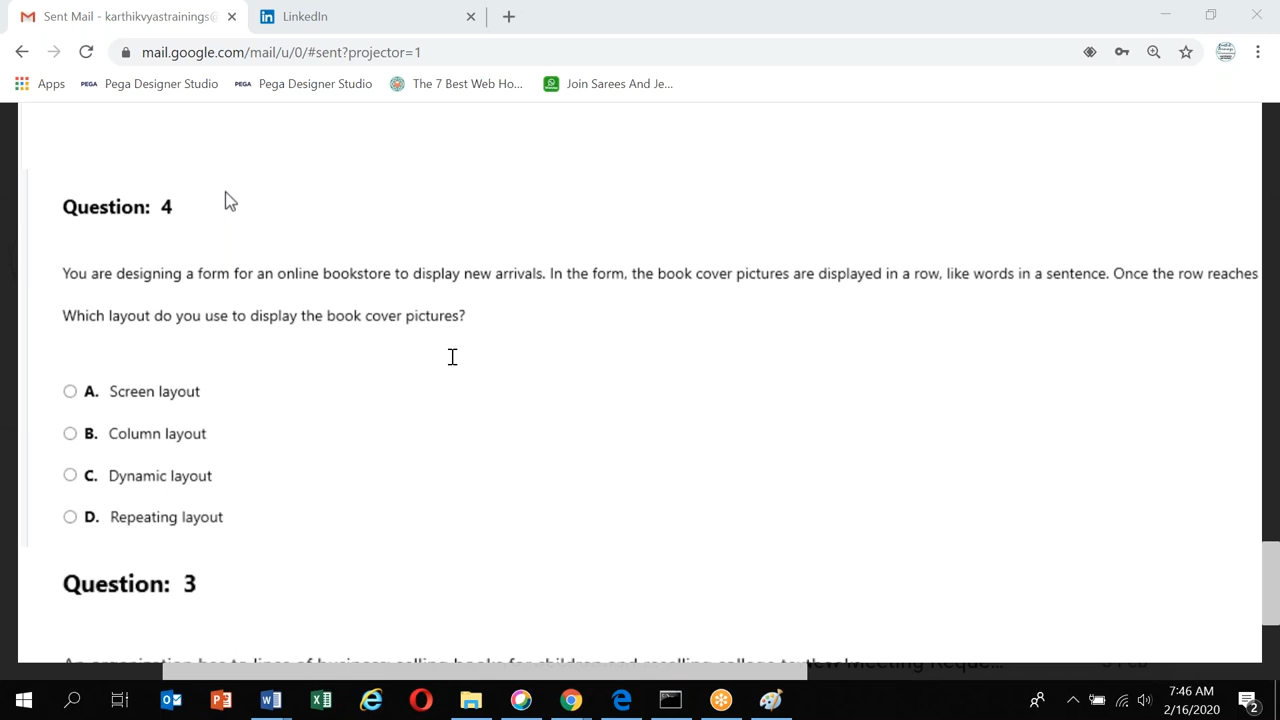 Sent Mail - karthikvyastrainings@
LinkedIn
mail.google.com/mail/u/0/#sent?projector=1
Apps
PEGA Pega Designer Studio
PEGA Pega Designer Studio
The 7 Best Web Ho...
Join Sarees And Je...
Question: 4
You are designing a form for an online bookstore to display new arrivals. In the form, the book cover pictures are displayed in a row, like words in a sentence. Once the row reaches
Which layout do you use to display the book cover pictures?
A. Screen layout
B. Column layout
C. Dynamic layout
D. Repeating layout
Question: 3
7:46 AM
2/16/2020
2